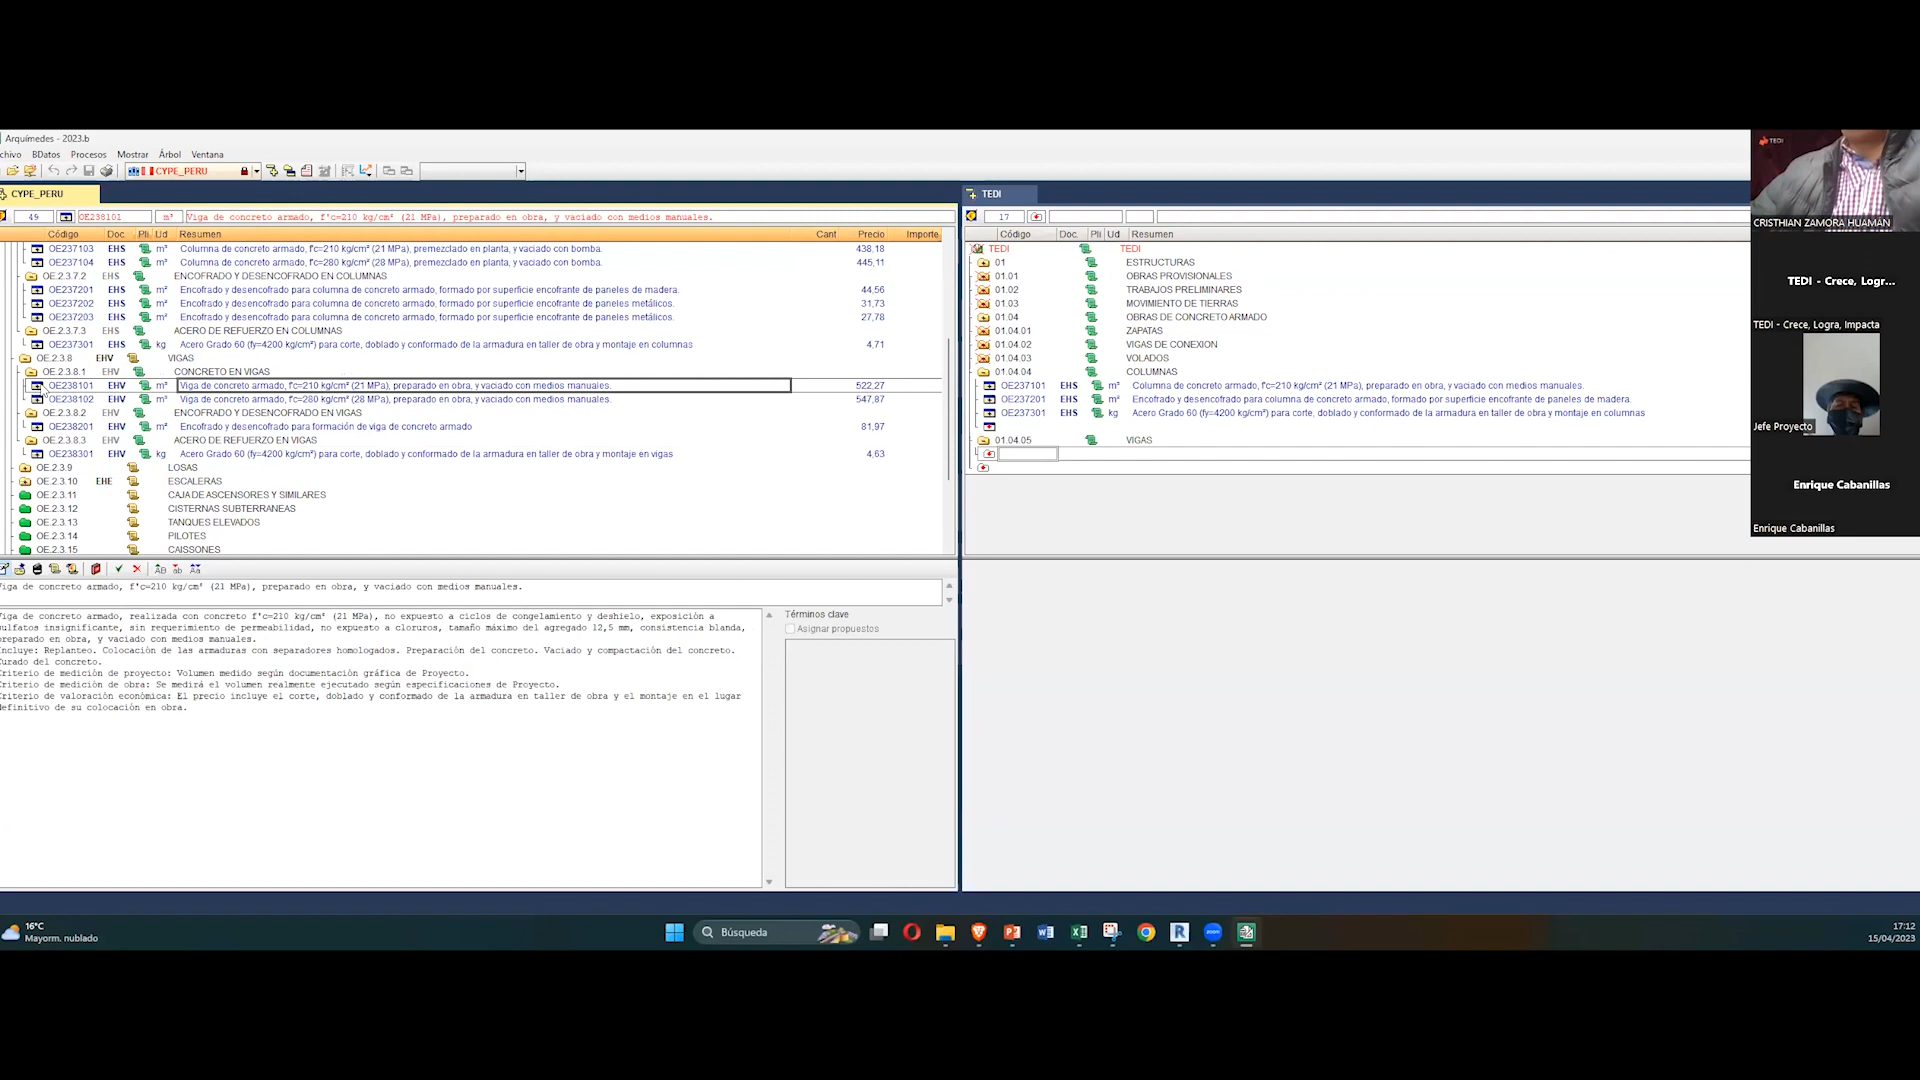 Arquímedes - 2023.b
chivo BDatos Procesos Mostrar Árbol Ventana
CYPE_PERU
CYPE_PERU
49 OE238101 m³ Viga de concreto armado, f'c=210 kg/cm² (21 MPa), preparado en obra, y vaciado con medios manuales.
Código Doc. Pli Ud Resumen Cant Precio Importe
OE237103 EHS m³ Columna de concreto armado, f'c=210 kg/cm² (21 MPa), premezclado en planta, y vaciado con bomba. 438,18
OE237104 EHS m³ Columna de concreto armado, f'c=280 kg/cm² (28 MPa), premezclado en planta, y vaciado con bomba. 445,11
OE.2.3.7.2 EHS ENCOFRADO Y DESENCOFRADO EN COLUMNAS
OE237201 EHS m² Encofrado y desencofrado para columna de concreto armado, formado por superficie encofrante de paneles de madera. 44,56
OE237202 EHS m² Encofrado y desencofrado para columna de concreto armado, formado por superficie encofrante de paneles metálicos. 31,73
OE237203 EHS m² Encofrado y desencofrado para columna de concreto armado, formado por superficie encofrante de paneles metálicos. 27,78
OE.2.3.7.3 EHS ACERO DE REFUERZO EN COLUMNAS
OE237301 EHS kg Acero Grado 60 (fy=4200 kg/cm²) para corte, doblado y conformado de la armadura en taller de obra y montaje en columnas 4,71
OE.2.3.8 EHV VIGAS
OE.2.3.8.1 EHV CONCRETO EN VIGAS
OE238101 EHV m³ Viga de concreto armado, f'c=210 kg/cm² (21 MPa), preparado en obra, y vaciado con medios manuales. 522,27
OE238102 EHV m³ Viga de concreto armado, f'c=280 kg/cm² (28 MPa), preparado en obra, y vaciado con medios manuales. 547,87
OE.2.3.8.2 EHV ENCOFRADO Y DESENCOFRADO EN VIGAS
OE238201 EHV m² Encofrado y desencofrado para formación de viga de concreto armado 81,97
OE.2.3.8.3 EHV ACERO DE REFUERZO EN VIGAS
OE238301 EHV kg Acero Grado 60 (fy=4200 kg/cm²) para corte, doblado y conformado de la armadura en taller de obra y montaje en vigas 4,63
OE.2.3.9 LOSAS
OE.2.3.10 EHE ESCALERAS
OE.2.3.11 CAJA DE ASCENSORES Y SIMILARES
OE.2.3.12 CISTERNAS SUBTERRANEAS
OE.2.3.13 TANQUES ELEVADOS
OE.2.3.14 PILOTES
OE.2.3.15 CAISSONES
Viga de concreto armado, f'c=210 kg/cm² (21 MPa), preparado en obra, y vaciado con medios manuales.
Viga de concreto armado, realizada con concreto f'c=210 kg/cm² (21 MPa), no expuesto a ciclos de congelamiento y deshielo, exposición a
sulfatos insignificante, sin requerimiento de permeabilidad, no expuesto a cloruros, tamaño máximo del agregado 12,5 mm, consistencia blanda,
preparado en obra, y vaciado con medios manuales.
Incluye: Replanteo. Colocación de las armaduras con separadores homologados. Preparación del concreto. Vaciado y compactación del concreto.
Curado del concreto.
Criterio de medición de proyecto: Volumen medido según documentación gráfica de Proyecto.
Criterio de medición de obra: Se medirá el volumen realmente ejecutado según especificaciones de Proyecto.
Criterio de valoración económica: El precio incluye el corte, doblado y conformado de la armadura en taller de obra y el montaje en el lugar
definitivo de su colocación en obra.
Términos clave
Asignar propuestos
TEDI
17
Código Doc. Pli Ud Resumen
TEDI TEDI
01 ESTRUCTURAS
01.01 OBRAS PROVISIONALES
01.02 TRABAJOS PRELIMINARES
01.03 MOVIMIENTO DE TIERRAS
01.04 OBRAS DE CONCRETO ARMADO
01.04.01 ZAPATAS
01.04.02 VIGAS DE CONEXION
01.04.03 VOLADOS
01.04.04 COLUMNAS
OE237101 EHS m³ Columna de concreto armado, f'c=210 kg/cm² (21 MPa), preparado en obra, y vaciado con medios manuales.
OE237201 EHS m² Encofrado y desencofrado para columna de concreto armado, formado por superficie encofrante de paneles de madera.
OE237301 EHS kg Acero Grado 60 (fy=4200 kg/cm²) para corte, doblado y conformado de la armadura en taller de obra y montaje en columnas
01.04.05 VIGAS
TEDI
CRISTHIAN ZAMORA HUAMAN
TEDI - Crece, Logr...
TEDI - Crece, Logra, Impacta
Jefe Proyecto
Enrique Cabanillas
Enrique Cabanillas
16°C
Mayorm. nublado
Búsqueda
17:12
15/04/2023